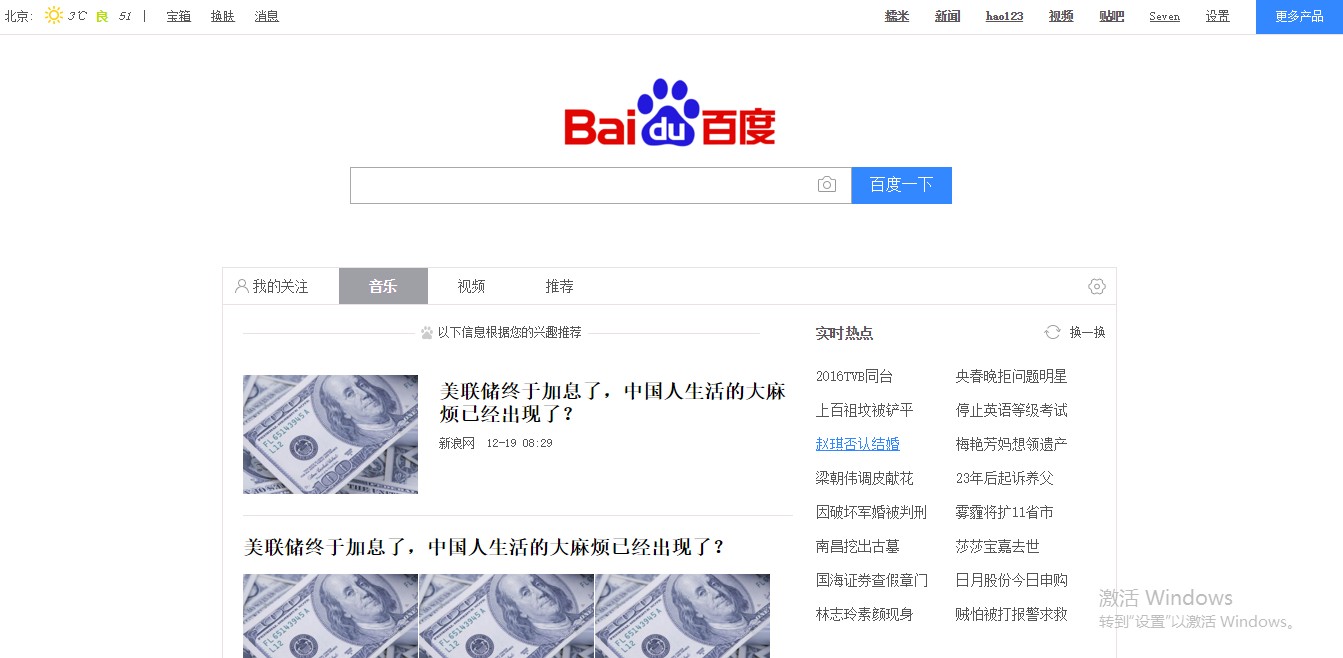 北京: 3℃ 良 51 | 宝箱 换肤 消息
糯米 新闻 hao123 视频 贴吧 Seven 设置 更多产品
Bai du 百度
百度一下
我的关注 音乐 视频 推荐
以下信息根据您的兴趣推荐
美联储终于加息了，中国人生活的大麻
烦已经出现了？
新浪网 12-19 08:29
美联储终于加息了，中国人生活的大麻烦已经出现了？
实时热点 换一换
2016TVB同台 央春晚拒问题明星
上百祖坟被铲平 停止英语等级考试
赵琪否认结婚 梅艳芳妈想领遗产
梁朝伟调皮献花 23年后起诉养父
因破坏军婚被判刑 雾霾将扩11省市
南昌挖出古墓 莎莎宝嘉去世
国海证券查假章门 日月股份今日申购
林志玲素颜现身 贼怕被打报警求救
激活 Windows
转到"设置"以激活 Windows。